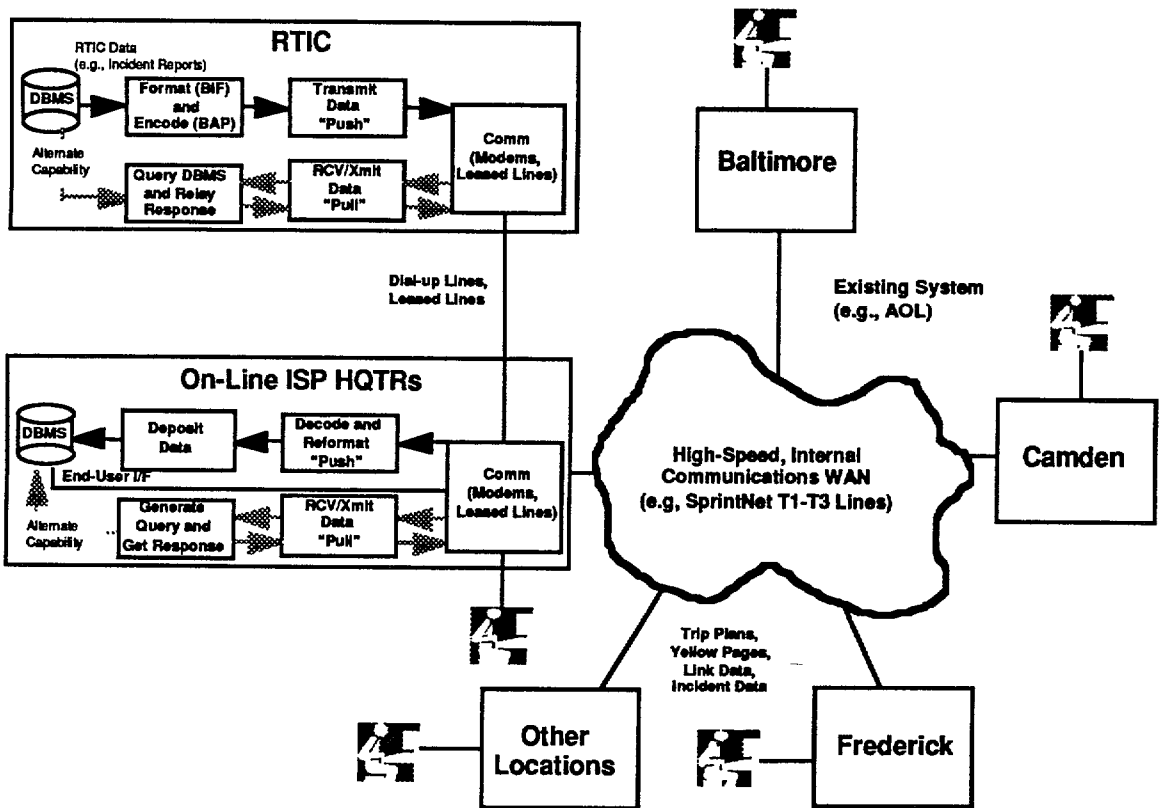 RTIC
RTIC Data
(e.g., Incident Reports)
DBMS
Format (BIF)
and
Encode (BAP)
Transmit
Data
"Push"
Comm
(Modems,
Leased Lines)
Alternate
Capability
Query DBMS
and Relay
Response
RCV/Xmit
Data
"Pull"
Baltimore
Dial-up Lines,
Leased Lines
Existing System
(e.g., AOL)
On-Line ISP HQTRs
DBMS
Deposit
Data
Decode and
Reformat
"Push"
Comm
(Modems,
Leased Lines)
End-User I/F
Alternate
Capability
Generate
Query and
Get Response
RCV/Xmit
Data
"Pull"
High-Speed, Internal
Communications WAN
(e.g, SprintNet T1-T3 Lines)
Camden
Trip Plans,
Yellow Pages,
Link Data,
Incident Data
Other
Locations
Frederick